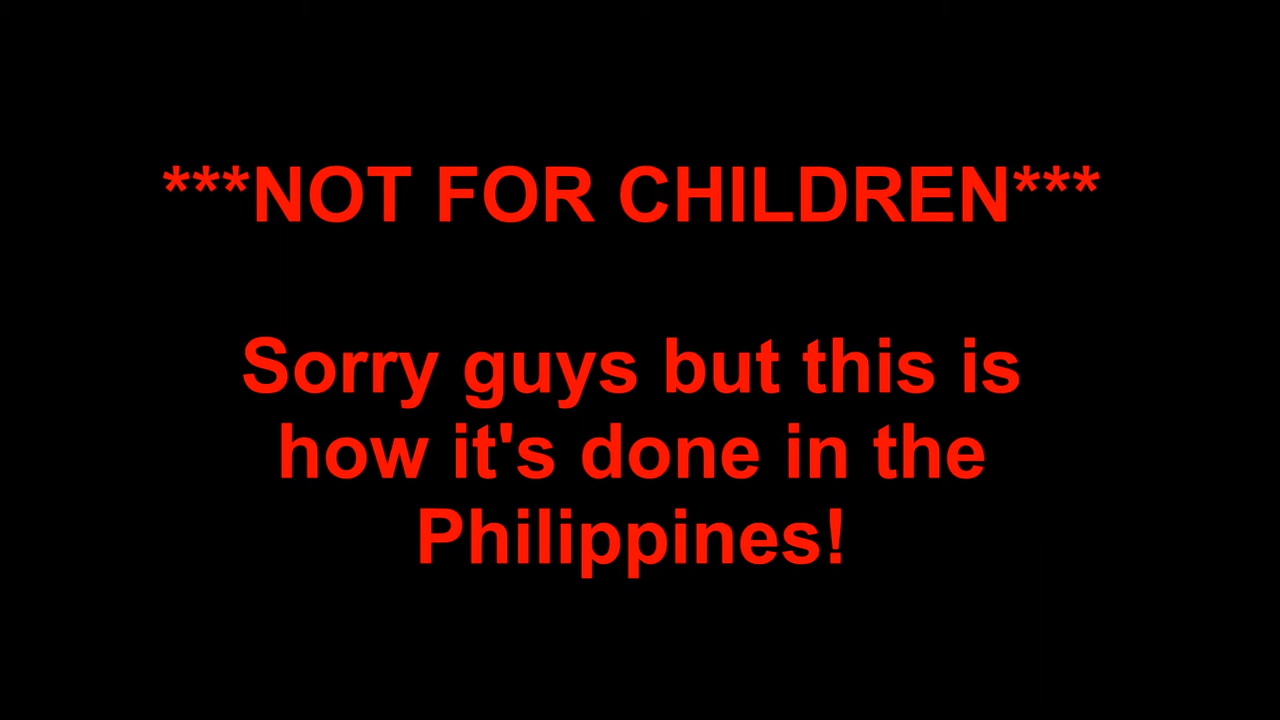 ***NOT FOR CHILDREN***
Sorry guys but this is
how it's done in the
Philippines!